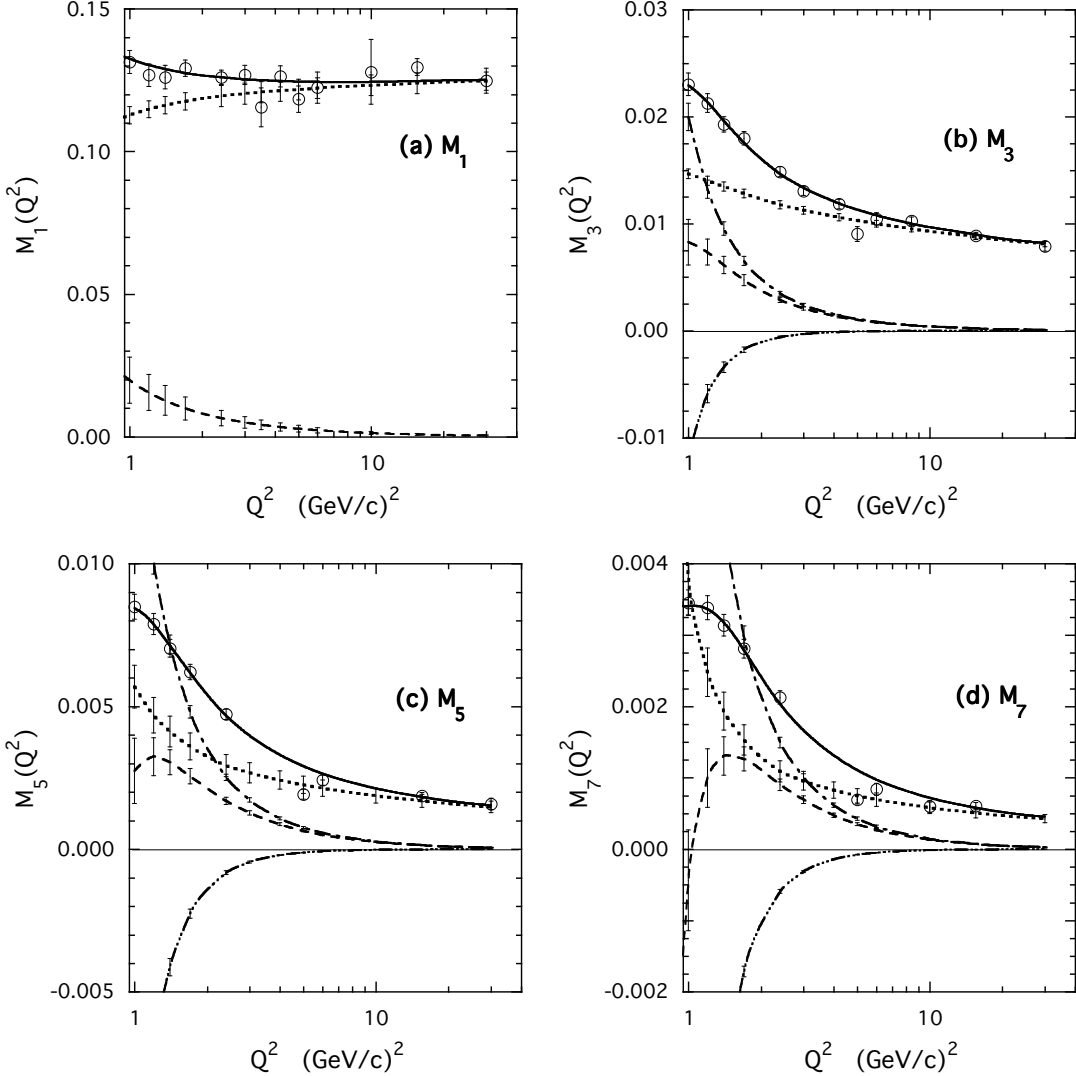 0.15
0.10
0.05
0.00
M1(Q2)
(a) M1
1
10
Q2 (GeV/c)2
0.03
0.02
0.01
0.00
-0.01
M3(Q2)
(b) M3
1
10
Q2 (GeV/c)2
0.010
0.005
0.000
-0.005
M5(Q2)
(c) M5
1
10
Q2 (GeV/c)2
0.004
0.002
0.000
-0.002
M7(Q2)
(d) M7
1
10
Q2 (GeV/c)2